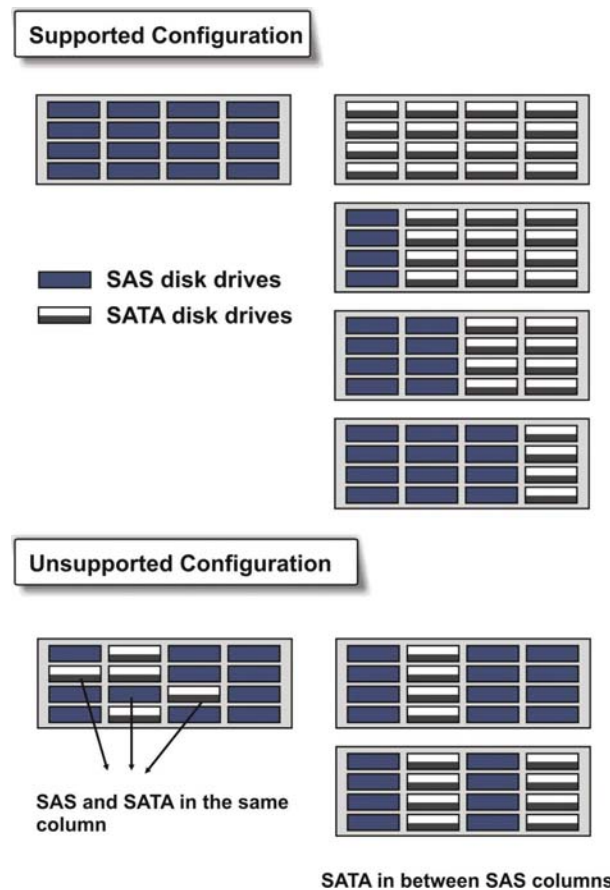 Supported Configuration
SAS disk drives
SATA disk drives
Unsupported Configuration
SAS and SATA in the same
column
SATA in between SAS columns